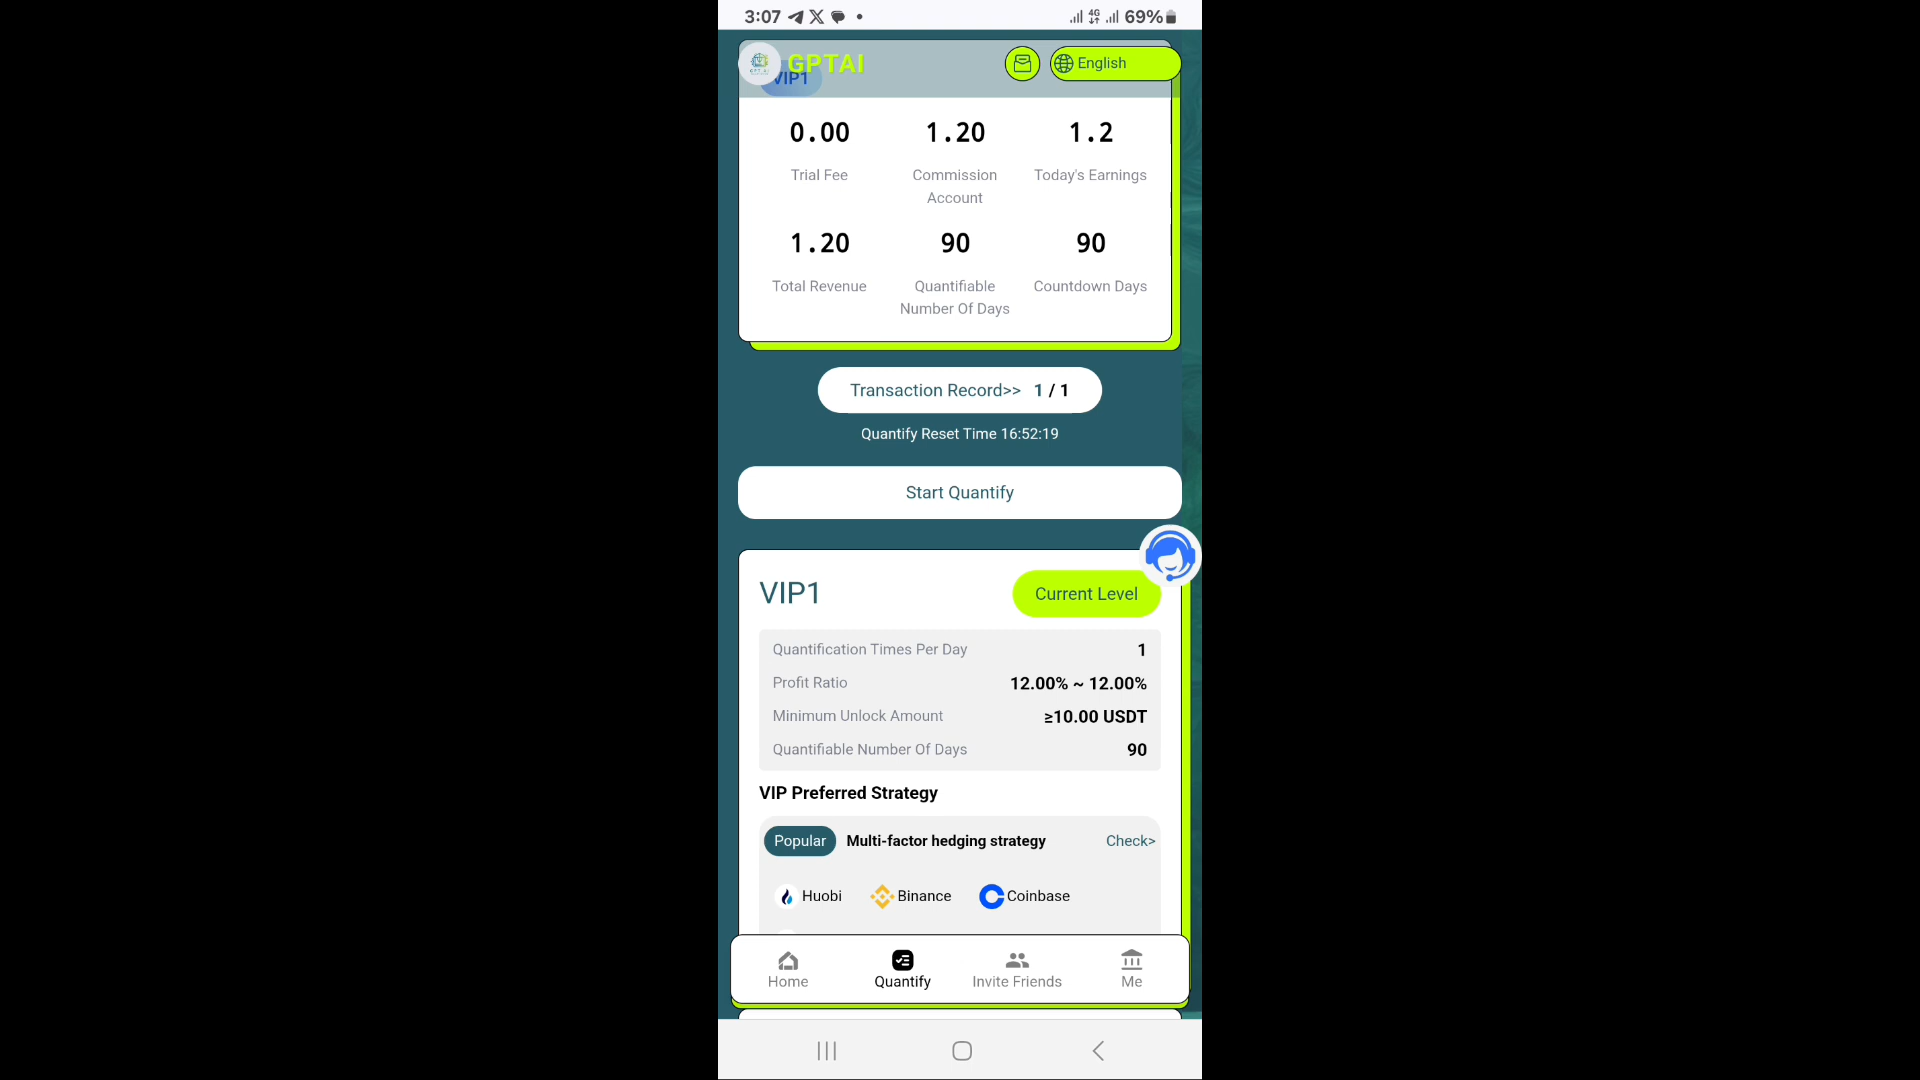 3:07 4G 69%
GPTAI English
VIP1
0.00 1.20 1.2
Trial Fee Commission Today's Earnings
Account
1.20 90 90
Total Revenue Quantifiable Countdown Days
Number Of Days
Transaction Record>> 1 / 1
Quantify Reset Time 16:52:19
Start Quantify
VIP1 Current Level
Quantification Times Per Day 1
Profit Ratio 12.00% ~ 12.00%
Minimum Unlock Amount ≥10.00 USDT
Quantifiable Number Of Days 90
VIP Preferred Strategy
Popular Multi-factor hedging strategy Check>
Huobi Binance Coinbase
Home Quantify Invite Friends Me